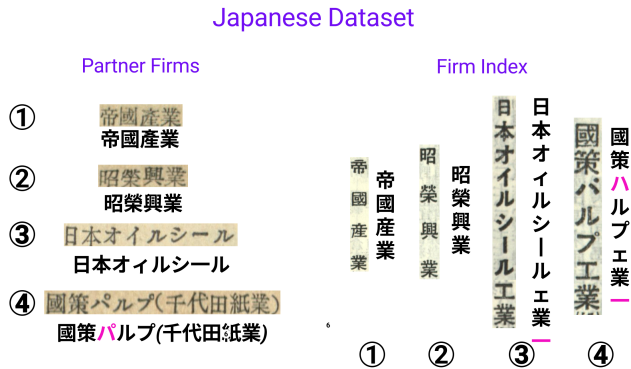 Japanese Dataset
Partner Firms
① 帝國產業
帝國産業
② 昭榮興業
昭榮興業
③ 日本オイルシール
日本オィルシール
④ 國策パルプ(千代田紙業)
國策パルプ(千代田紙業)
Firm Index
帝國産業
帝國産業
昭榮興業
昭榮興業
日本オイルシール工業
日本オィルシールェ業一
國策パルプ工業
國策ハルプェ業一
① ② ③ ④
6